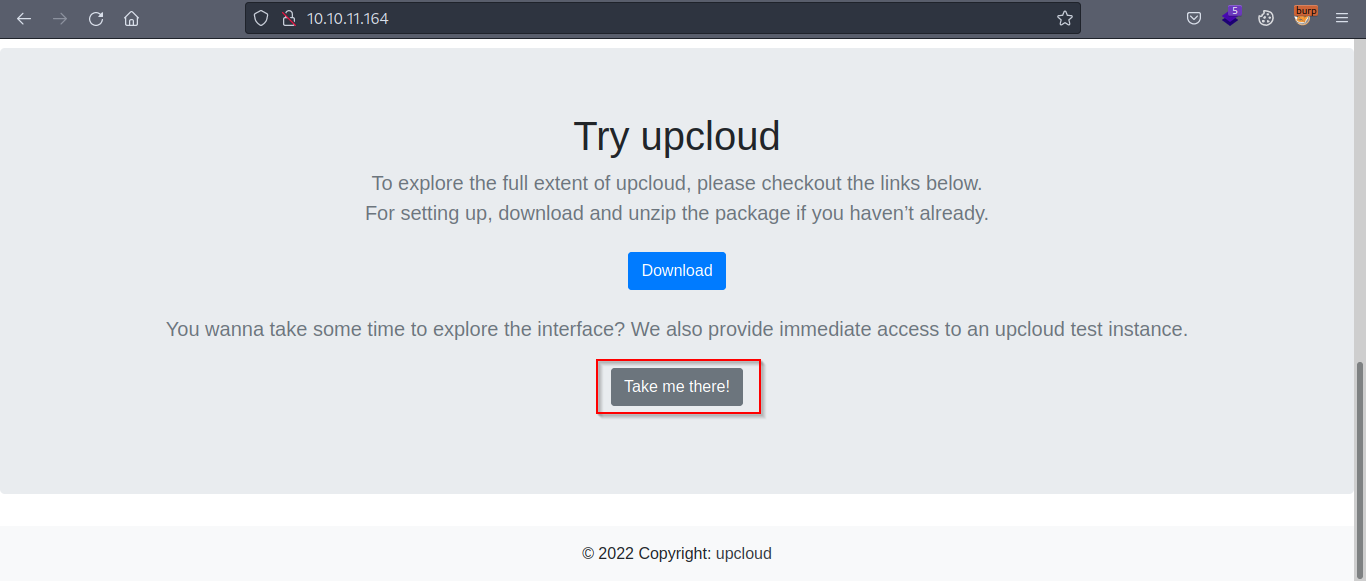 10.10.11.164
5
burp
Try upcloud
To explore the full extent of upcloud, please checkout the links below.
For setting up, download and unzip the package if you haven’t already.
Download
You wanna take some time to explore the interface? We also provide immediate access to an upcloud test instance.
Take me there!
© 2022 Copyright: upcloud